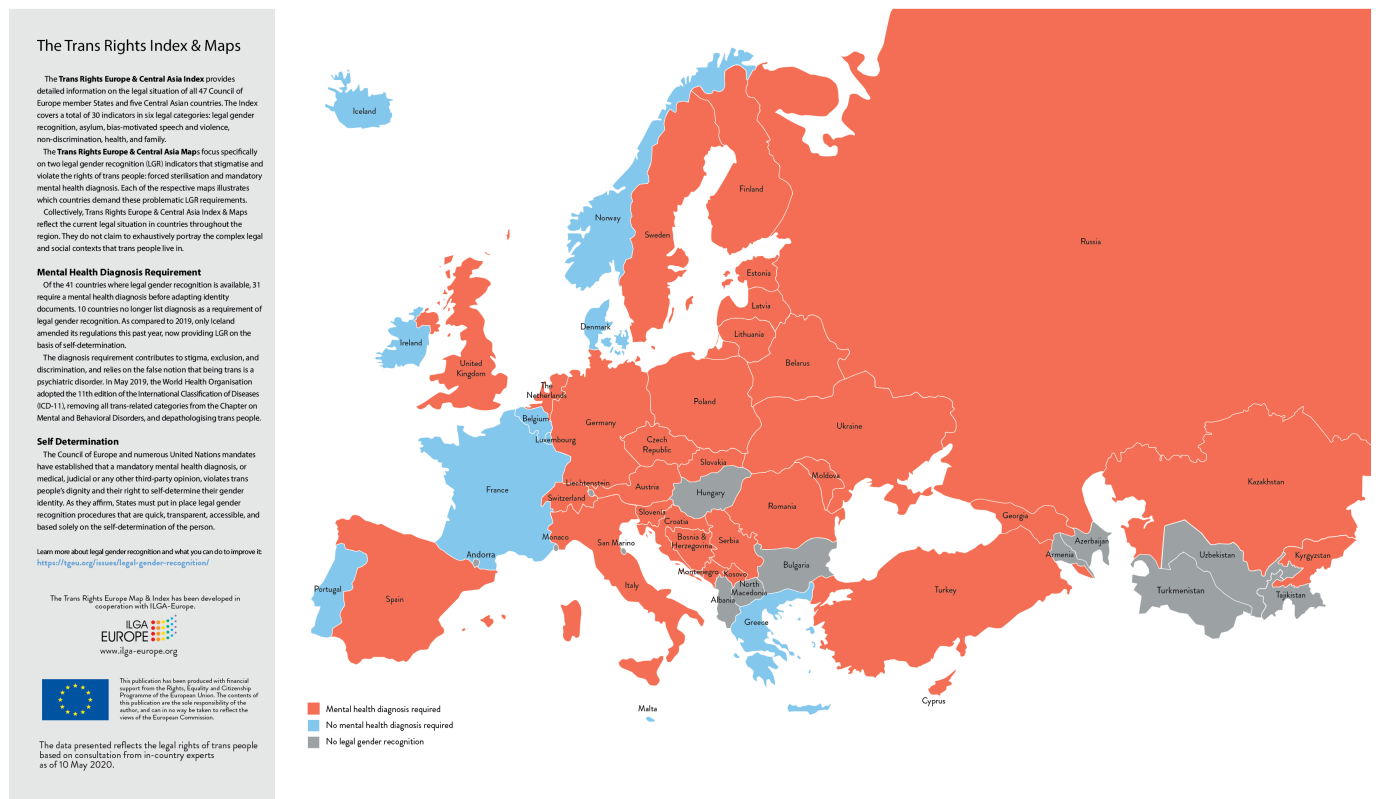 The Trans Rights Index & Maps
The Trans Rights Europe & Central Asia Index provides
detailed information on the legal situation of all 47 Council of
Europe member States and five Central Asian countries. The Index
covers a total of 30 indicators in six legal categories: legal gender
recognition, asylum, bias-motivated speech and violence,
non-discrimination, health, and family.
The Trans Rights Europe & Central Asia Maps focus specifically
on two legal gender recognition (LGR) indicators that stigmatise and
violate the rights of trans people: forced sterilisation and mandatory
mental health diagnosis. Each of the respective maps illustrates
which countries demand these problematic LGR requirements.
Collectively, Trans Rights Europe & Central Asia Index & Maps
reflect the current legal situation in countries throughout the
region. They do not claim to exhaustively portray the complex legal
and social contexts that trans people live in.
Mental Health Diagnosis Requirement
Of the 41 countries where legal gender recognition is available, 31
require a mental health diagnosis before adapting identity
documents. 10 countries no longer list diagnosis as a requirement of
legal gender recognition. As compared to 2019, only Iceland
amended its regulations this past year, now providing LGR on the
basis of self-determination.
The diagnosis requirement contributes to stigma, exclusion, and
discrimination, and relies on the false notion that being trans is a
psychiatric disorder. In May 2019, the World Health Organisation
adopted the 11th edition of the International Classification of Diseases
(ICD-11), removing all trans-related categories from the Chapter on
Mental and Behavioral Disorders, and depathologising trans people.
Self Determination
The Council of Europe and numerous United Nations mandates
have established that a mandatory mental health diagnosis, or
medical, judicial or any other third-party opinion, violates trans
people's dignity and their right to self-determine their gender
identity. As they affirm, States must put in place legal gender
recognition procedures that are quick, transparent, accessible, and
based solely on the self-determination of the person.
Learn more about legal gender recognition and what you can do to improve it:
https://tgeu.org/issues/legal-gender-recognition/
The Trans Rights Europe Map & Index has been developed in
cooperation with ILGA-Europe.
ILGA
EUROPE
www.ilga-europe.org
This publication has been produced with financial
support from the Rights, Equality and Citizenship
Programme of the European Union. The contents of
this publication are the sole responsibility of the
author, and can in no way be taken to reflect the
views of the European Commission.
The data presented reflects the legal rights of trans people
based on consultation from in-country experts
as of 10 May 2020.
Iceland
Finland
Norway
Sweden
Russia
Estonia
Latvia
Denmark
Lithuania
Ireland
Belarus
United
Kingdom
The
Netherlands
Poland
Belgium
Germany
Ukraine
Luxembourg
Czech
Republic
Slovakia
Moldova
Kazakhstan
France
Liechtenstein
Austria
Hungary
Switzerland
Romania
Slovenia
Croatia
Georgia
Monaco
San Marino
Bosnia &
Herzegovina
Serbia
Azerbaijan
Andorra
Armenia
Uzbekistan
Kyrgyzstan
Bulgaria
Montenegro
Kosovo
Portugal
Spain
Italy
North
Macedonia
Albania
Turkey
Turkmenistan
Tajikistan
Greece
Cyprus
Malta
Mental health diagnosis required
No mental health diagnosis required
No legal gender recognition